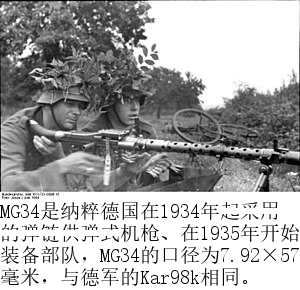 MG34是纳粹德国在1934年起采用
的弹链供弹式机枪、在1935年开始
装备部队，MG34的口径为7.92×57
毫米，与德军的Kar98k相同。